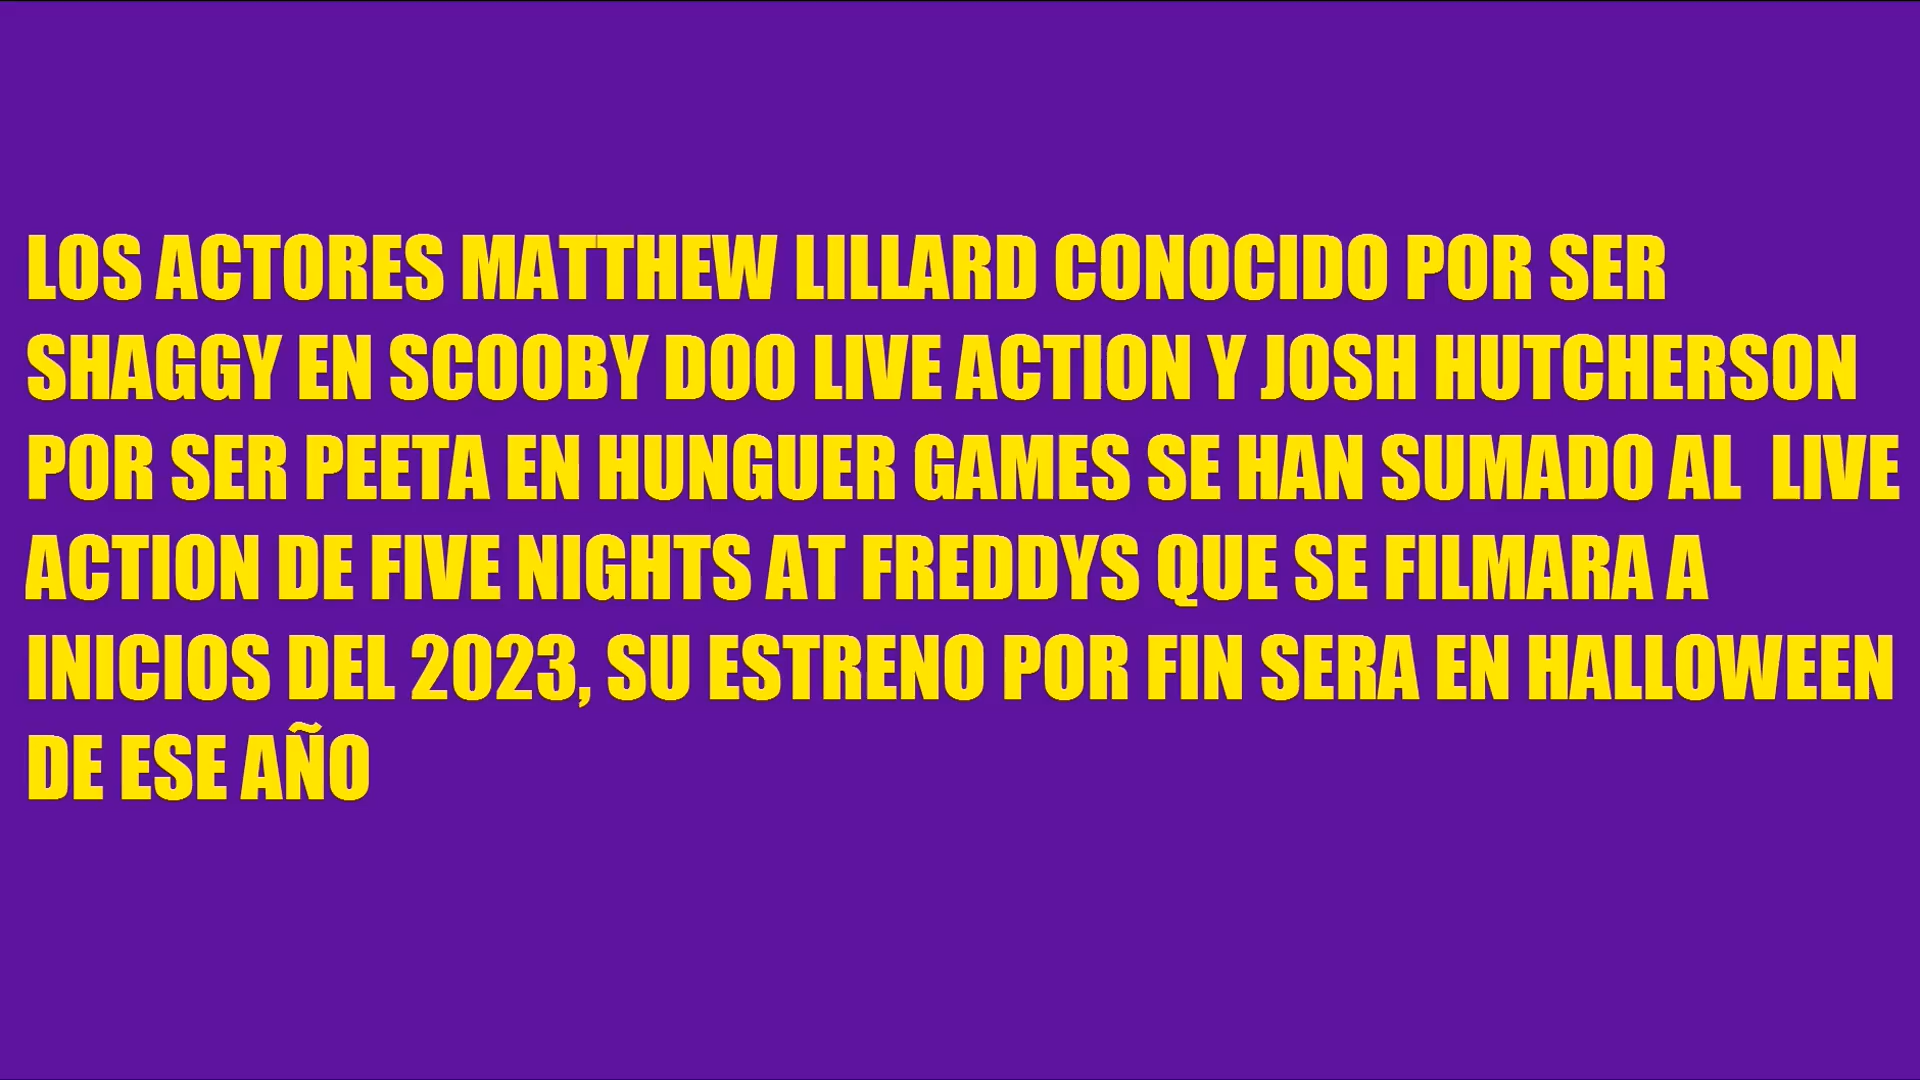 LOS ACTORES MATTHEW LILLARD CONOCIDO POR SER
SHAGGY EN SCOOBY DOO LIVE ACTION Y JOSH HUTCHERSON
POR SER PEETA EN HUNGUER GAMES SE HAN SUMADO AL  LIVE
ACTION DE FIVE NIGHTS AT FREDDYS QUE SE FILMARA A
INICIOS DEL 2023, SU ESTRENO POR FIN SERA EN HALLOWEEN
DE ESE AÑO